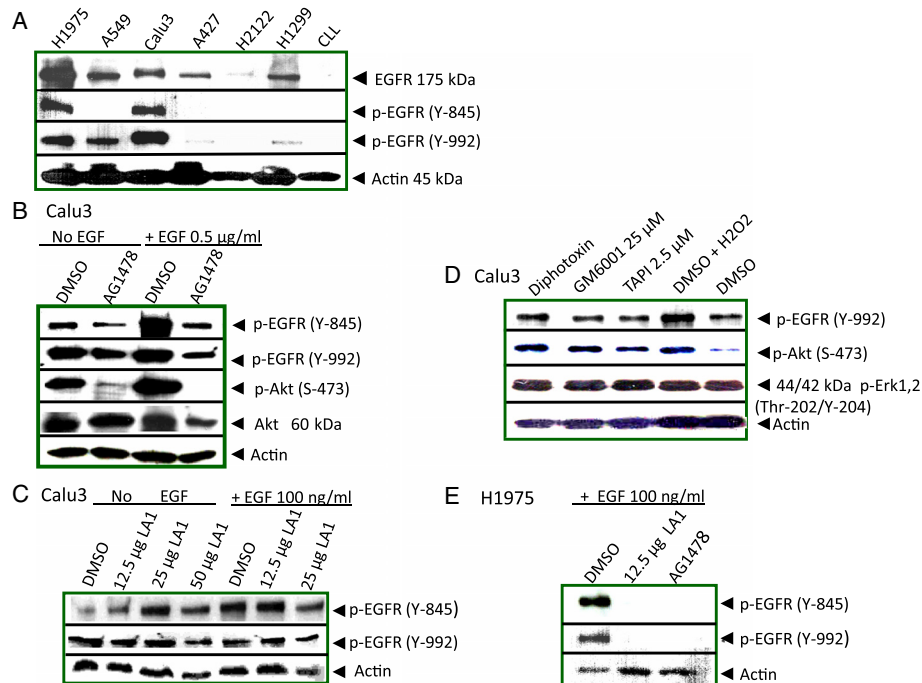 A
H1975 A549 Calu3 A427 H2122 H1299 CLL
EGFR 175 kDa
p-EGFR (Y-845)
p-EGFR (Y-992)
Actin 45 kDa
B Calu3
No EGF + EGF 0.5 µg/ml
DMSO AG1478 DMSO AG1478
p-EGFR (Y-845)
p-EGFR (Y-992)
p-Akt (S-473)
Akt 60 kDa
Actin
C Calu3 No EGF + EGF 100 ng/ml
DMSO 12.5 µg LA1 25 µg LA1 50 µg LA1 DMSO 12.5 µg LA1 25 µg LA1
p-EGFR (Y-845)
p-EGFR (Y-992)
Actin
D Calu3
Diphotoxin GM6001 25 µM TAPI 2.5 µM DMSO + H2O2 DMSO
p-EGFR (Y-992)
p-Akt (S-473)
44/42 kDa p-Erk1,2
(Thr-202/Y-204)
Actin
E H1975 + EGF 100 ng/ml
DMSO 12.5 µg LA1 AG1478
p-EGFR (Y-845)
p-EGFR (Y-992)
Actin